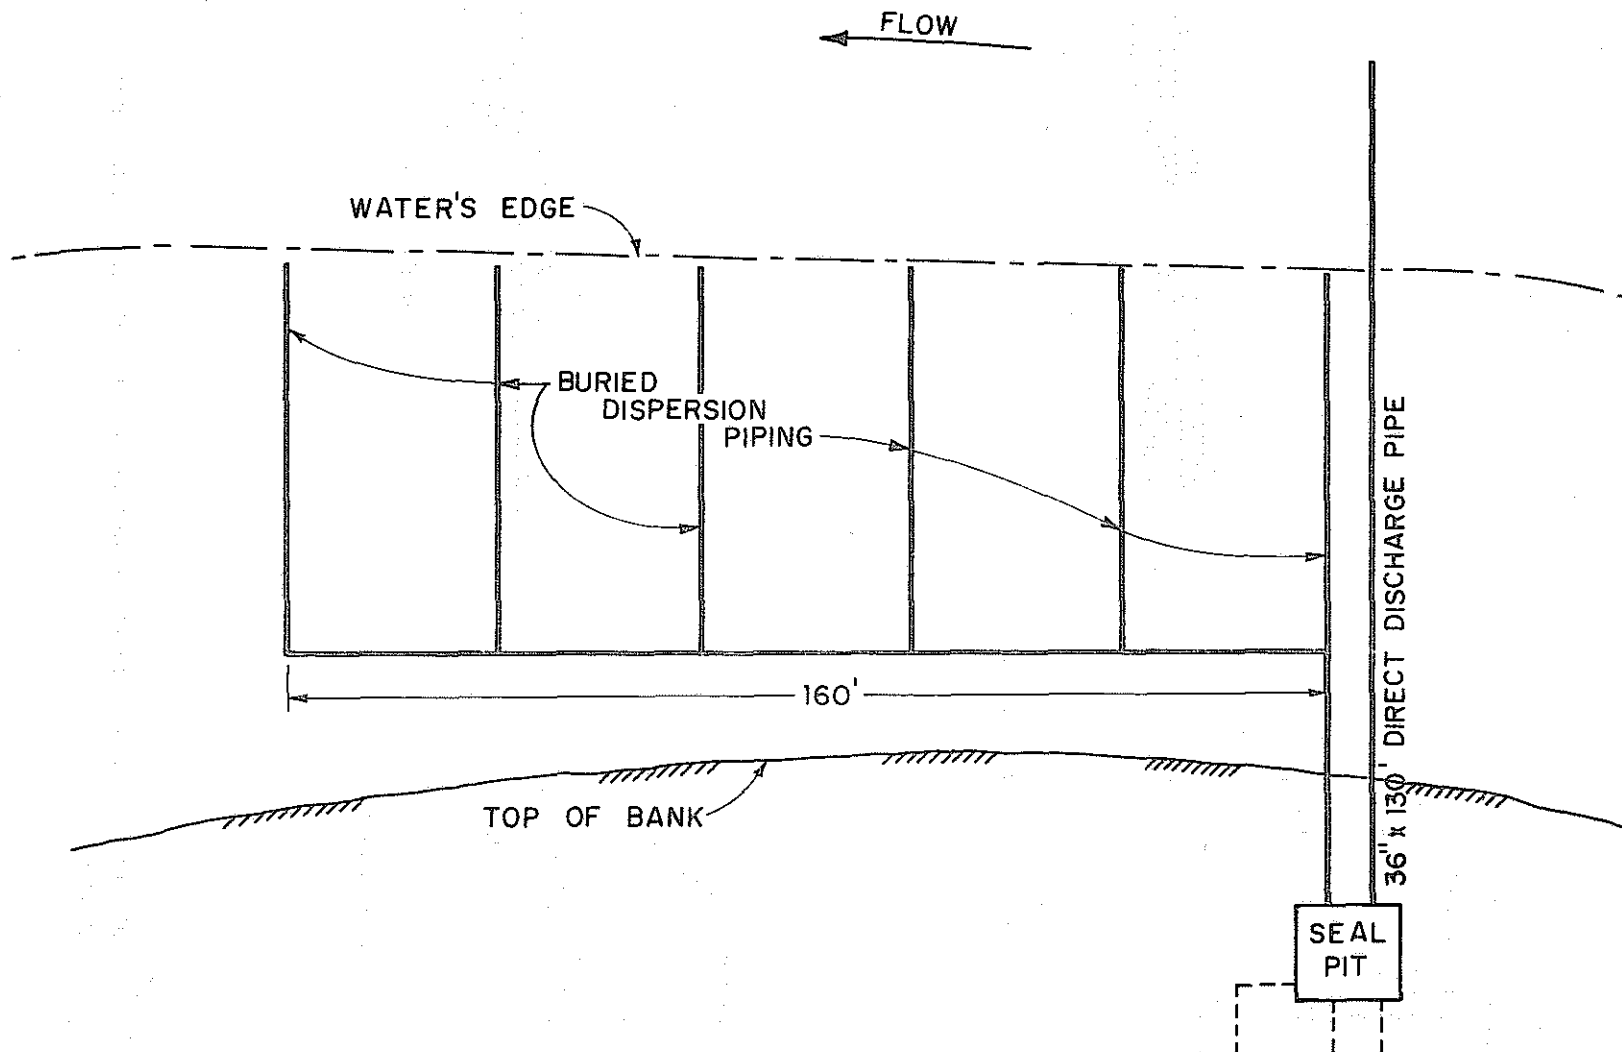 FLOW
WATER'S EDGE
BURIED
DISPERSION
PIPING
36" x 130' DIRECT DISCHARGE PIPE
160'
TOP OF BANK
SEAL
PIT